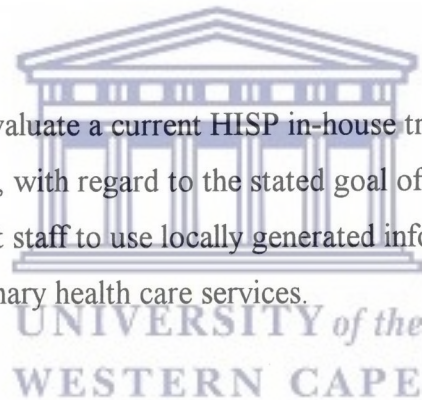 valuate a current HISP in-house tr
, with regard to the stated goal of
t staff to use locally generated info
nary health care services.
UNIVERSITY of the
WESTERN CAPE